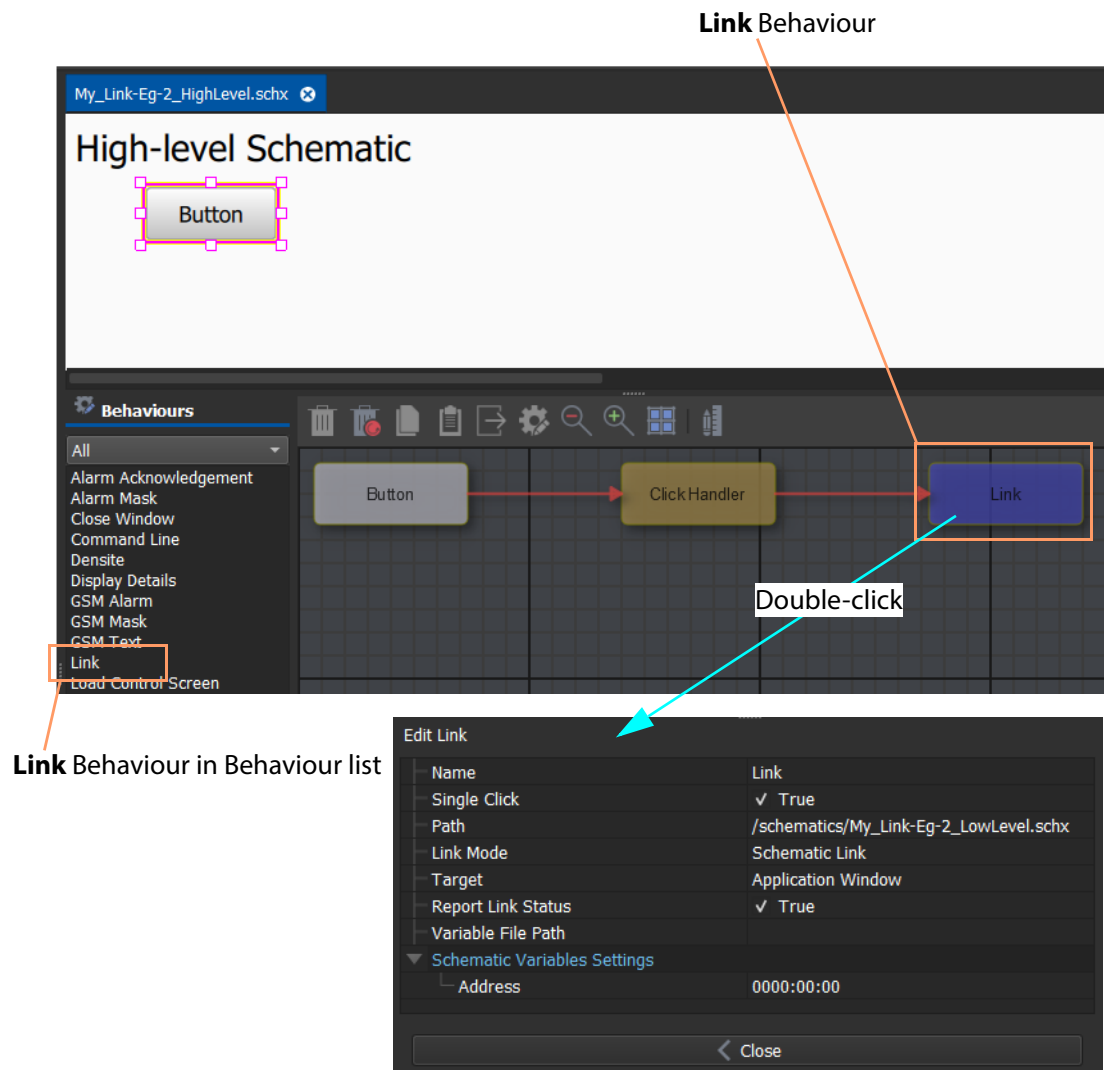 Link Behaviour
My_Link-Eg-2_HighLevel.schx
High-level Schematic
Button
Behaviours
All
Alarm Acknowledgement
Alarm Mask
Close Window
Command Line
Densite
Display Details
GSM Alarm
GSM Mask
GSM Text
Link
Load Control Screen
Button
Click Handler
Link
Double-click
Link Behaviour in Behaviour list
Edit Link
Name Link
Single Click ✓ True
Path /schematics/My_Link-Eg-2_LowLevel.schx
Link Mode Schematic Link
Target Application Window
Report Link Status ✓ True
Variable File Path
Schematic Variables Settings
Address 0000:00:00
Close